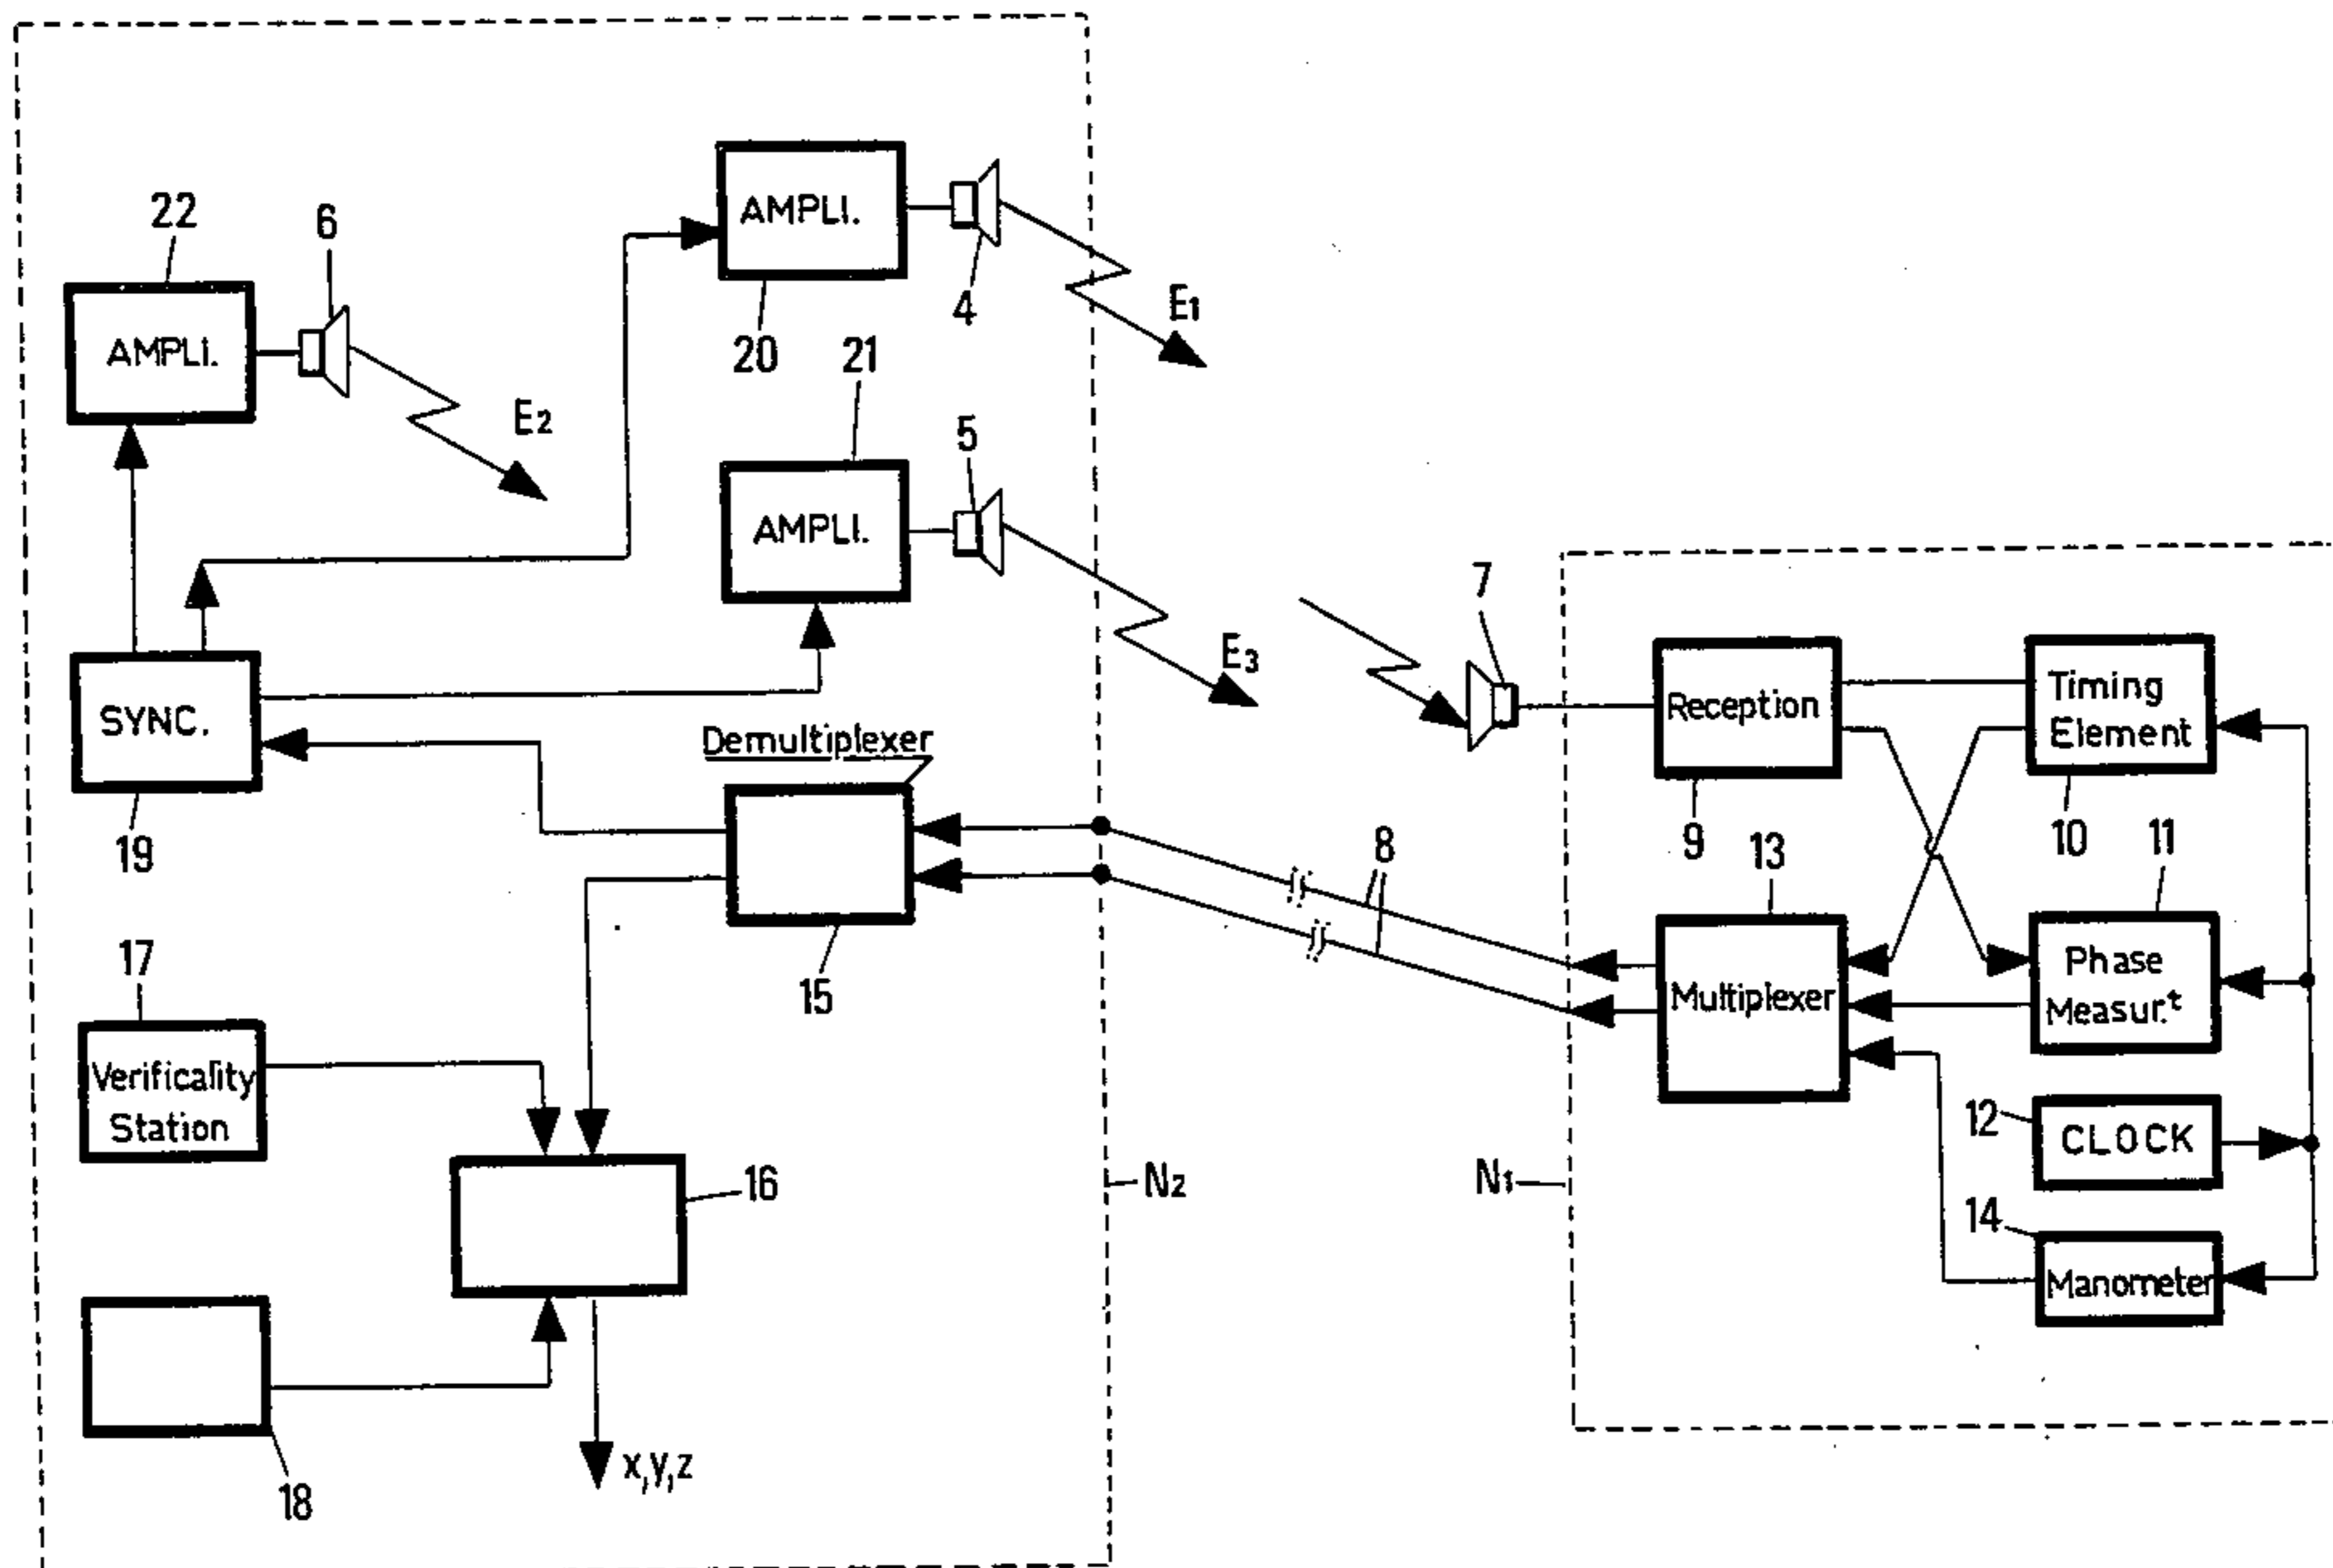 22
6
AMPLI.
4
20
E1
AMPLI.
E2
21
5
AMPLI.
E3
7
SYNC.
19
Demultiplexer
15
8
Reception
9
Timing
Element
10
13
Multiplexer
11
Phase
Measur.t
17
Verificality
Station
16
N2
N1
12
CLOCK
14
Manometer
18
x,y,z